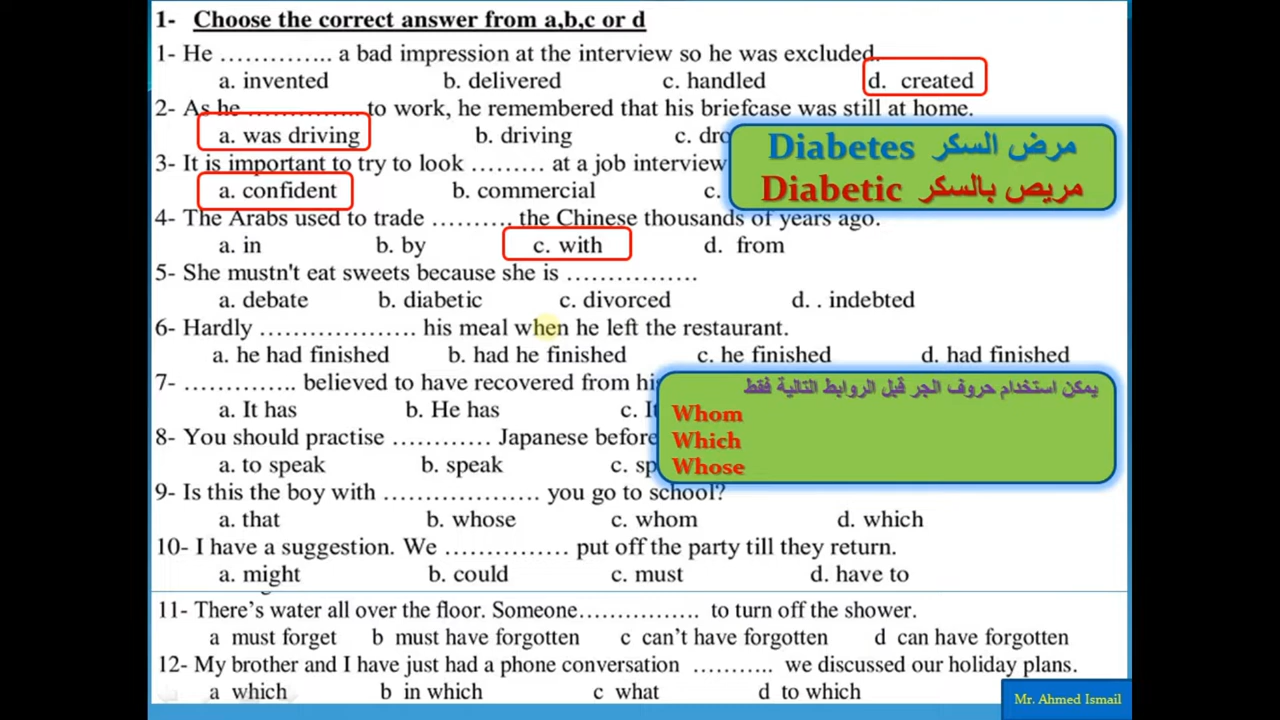 1- Choose the correct answer from a,b,c or d
1- He ………….. a bad impression at the interview so he was excluded.
a. invented b. delivered c. handled d. created
2- As he …………… to work, he remembered that his briefcase was still at home.
a. was driving b. driving c.
Diabetes مرض السكر
Diabetic مريض بالسكر
3- It is important to try to look ……… at a job interview
a. confident b. commercial c.
4- The Arabs used to trade ………. the Chinese thousands of years ago.
a. in b. by c. with d. from
5- She mustn't eat sweets because she is …………….
a. debate b. diabetic c. divorced d. . indebted
6- Hardly ………………. his meal when he left the restaurant.
a. he had finished b. had he finished c. he finished d. had finished
7- ………….. believed to have recovered from
a. It has b. He has c.
يمكن استخدام حروف الجر قبل الروابط التالية فقط
Whom
Which
Whose
8- You should practise ………… Japanese before
a. to speak b. speak c.
9- Is this the boy with ………………. you go to school?
a. that b. whose c. whom d. which
10- I have a suggestion. We ………… put off the party till they return.
a. might b. could c. must d. have to
11- There’s water all over the floor. Someone……………. to turn off the shower.
a must forget b must have forgotten c can’t have forgotten d can have forgotten
12- My brother and I have just had a phone conversation ……….. we discussed our holiday plans.
a which b in which c what d to which
Mr. Ahmed Ismail